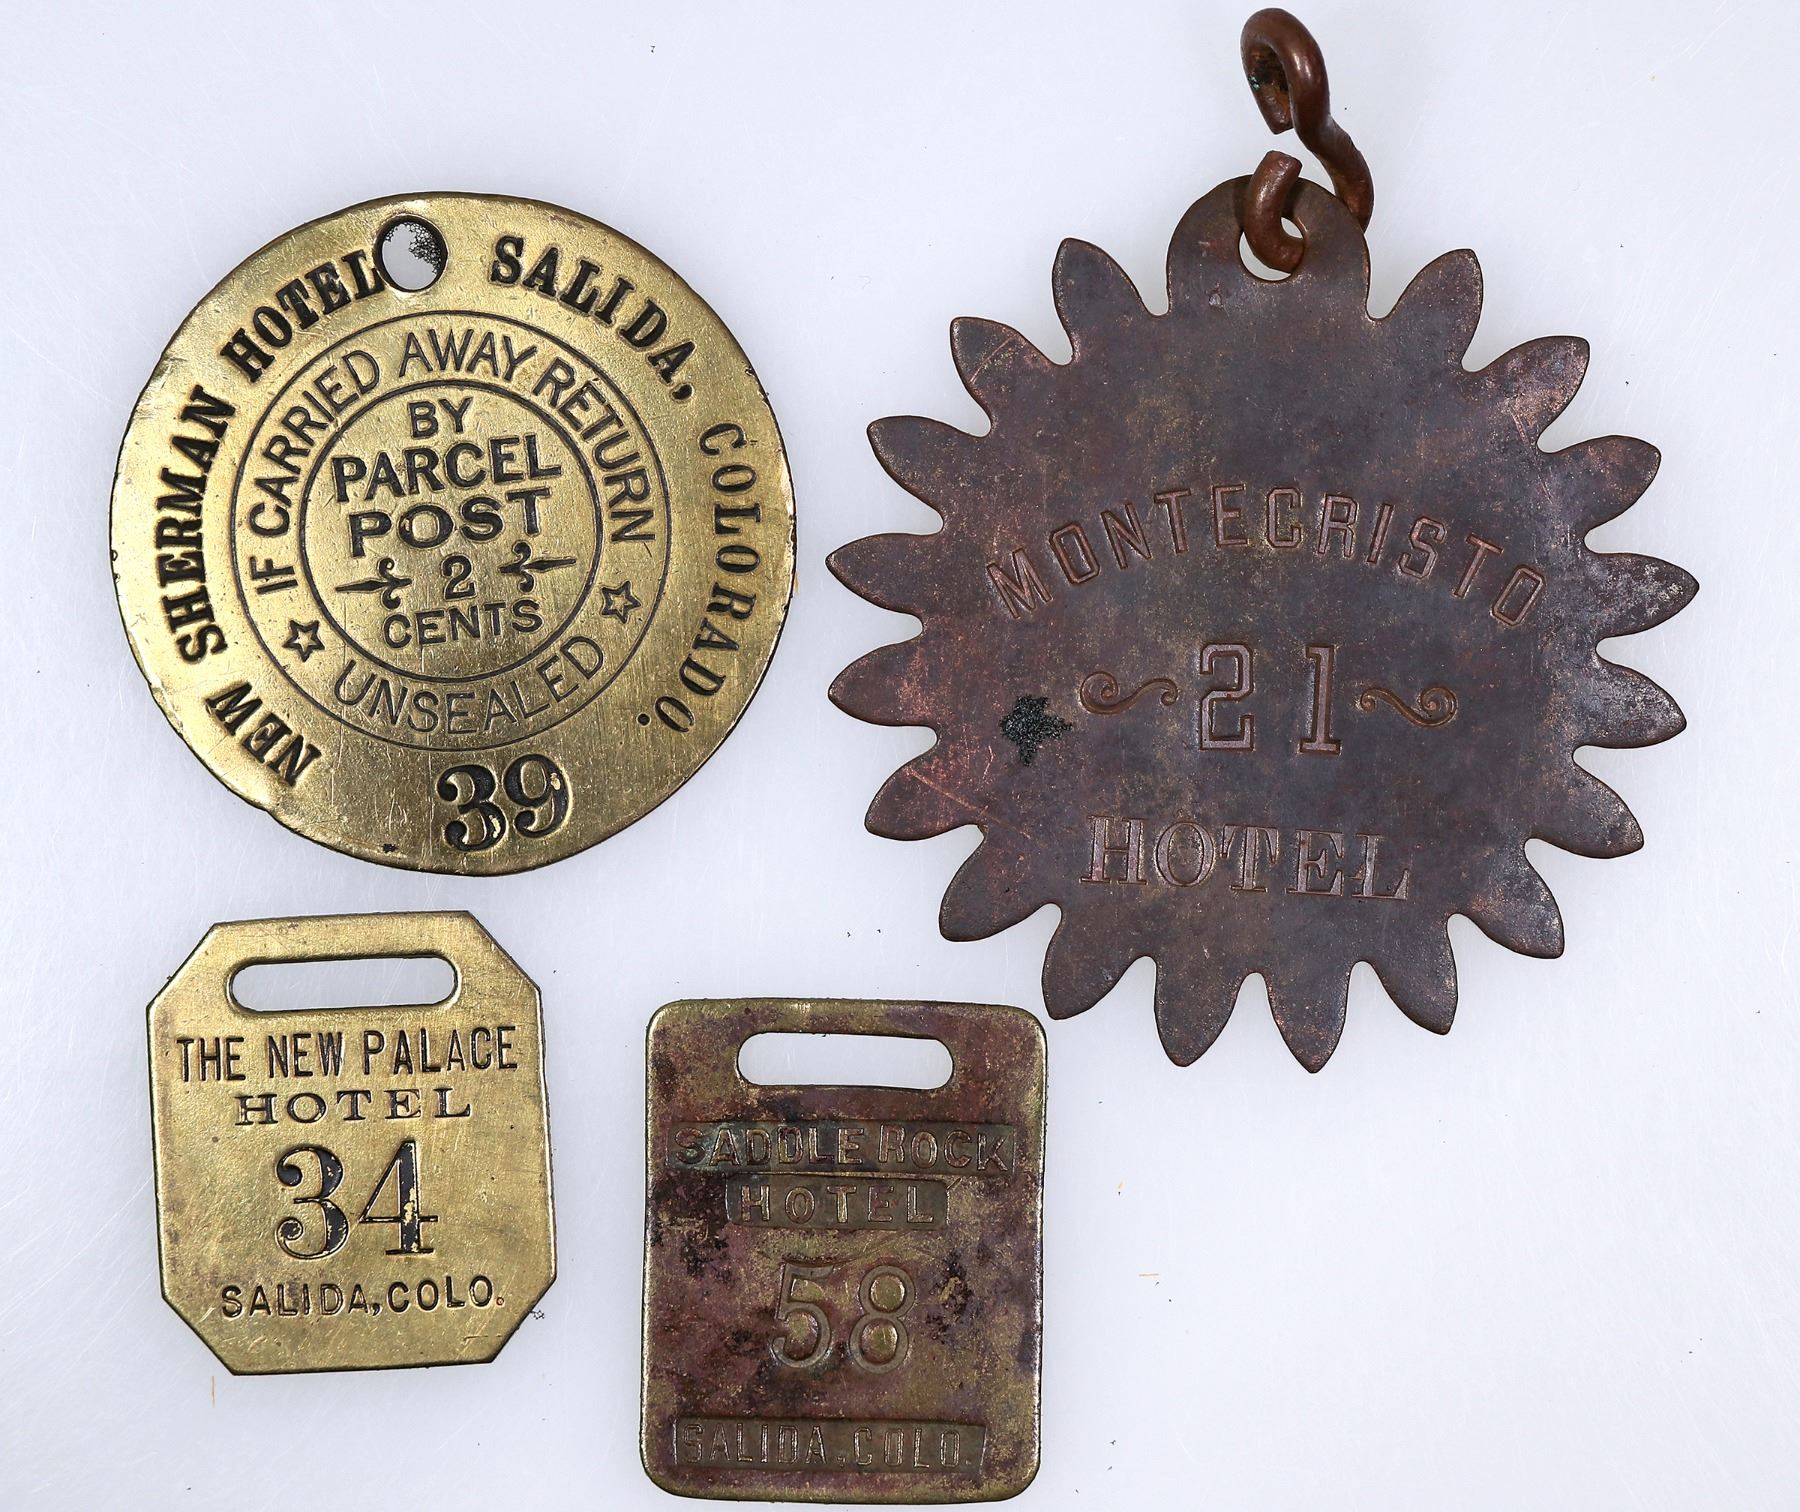 NEW SHERMAN HOTEL SALIDA, COLORADO.
IF CARRIED AWAY RETURN
BY
PARCEL
POST
2
CENTS
UNSEALED
39
MONTECRISTO
21
HOTEL
THE NEW PALACE
HOTEL
34
SALIDA, COLO.
SADDLE ROCK
HOTEL
58
SALIDA, COLO.